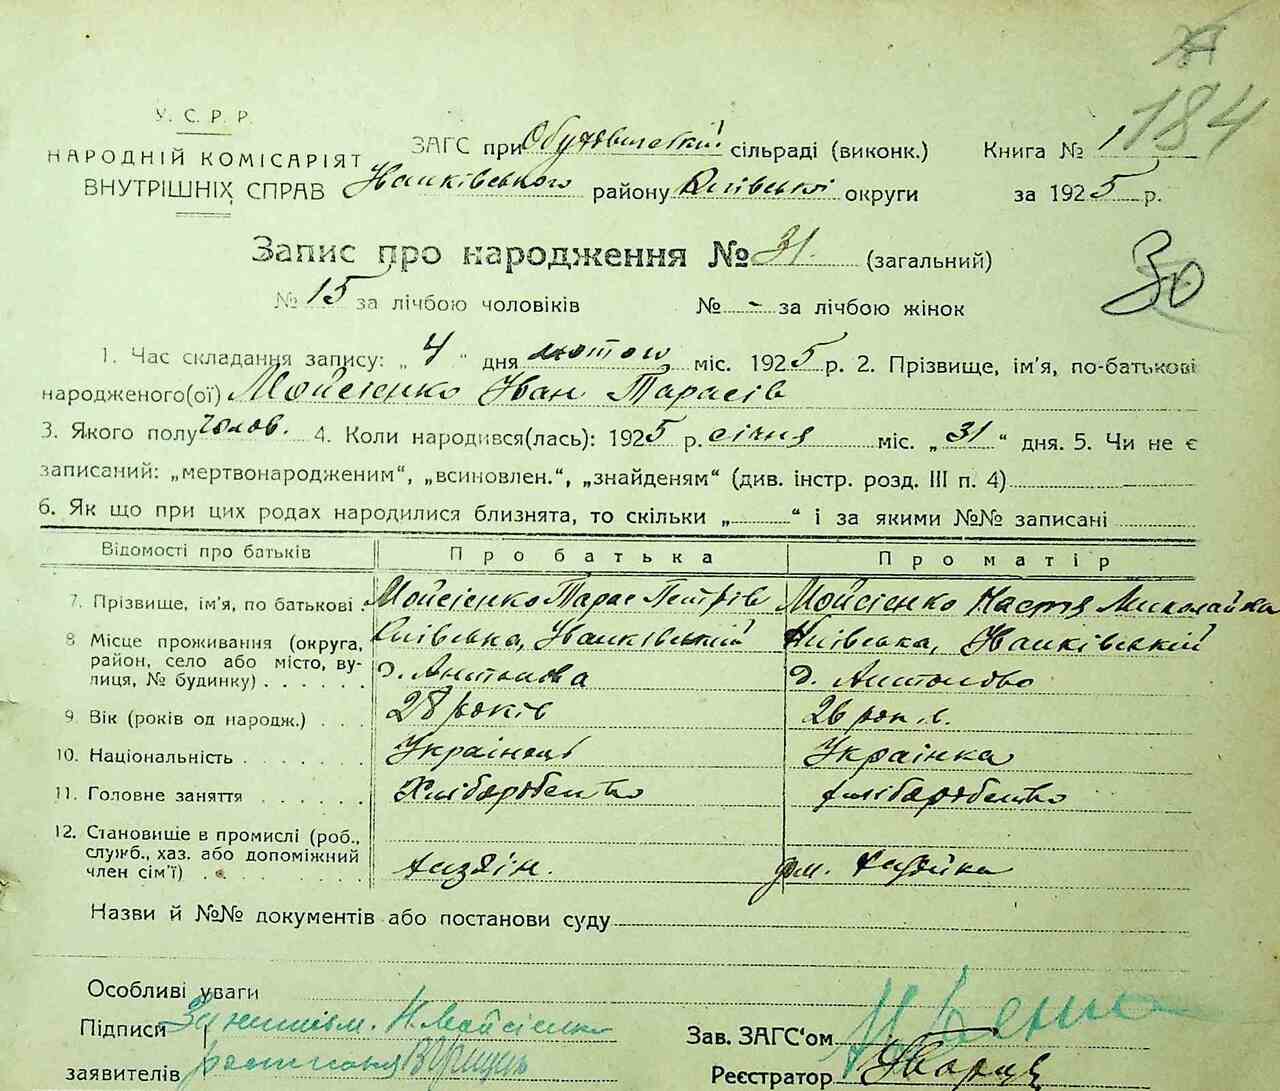 184
У. С. Р. Р.
НАРОДНІЙ КОМІСАРІЯТ
ВНУТРІШНІХ СПРАВ
ЗАГС при сільраді (виконк.) Книга № 1
району Київської округи за 1925 р.
Запис про народження № 31 (загальний)
30
№ 15 за лічбою чоловіків № - за лічбою жінок
1. Час складання запису: „ 4 " дня лютого міс. 1925 р. 2. Прізвище, ім'я, по-батькові
народженого(ої) Мойсієнко Іван Тарасів
3. Якого полу чолов. 4. Коли народився(лась): 1925 р. січня міс. „ 31 " дня. 5. Чи не є
записаний: „мертвонародженим", „всиновлен.", „знайденям" (див. інстр. розд. III п. 4)
6. Як що при цих родах народилися близнята, то скільки „ " і за якими №№ записані
Відомості про батьків Про батька Про матір
7. Прізвище, ім'я, по батькові . Мойсієнко Тарас Петрів Мойсієнко Настя Миколаївна
8 Місце проживання (округа, район, село або місто, вулиця, № будинку) . . . . . . Київська, д. Київська, д.
9 Вік (років од народж.) . . . 28 років 26 рок.
10. Національність . . . . . . . Українець Українка
11. Головне заняття . . . . . . Хліборобство хліборобство
12. Становище в промислі (роб., служб., хаз. або допоміжний член сім'ї) . .
Назви й №№ документів або постанови суду
Особливі уваги
Підписи Мойсієнко Зав. ЗАГС'ом
заявителів Реєстратор